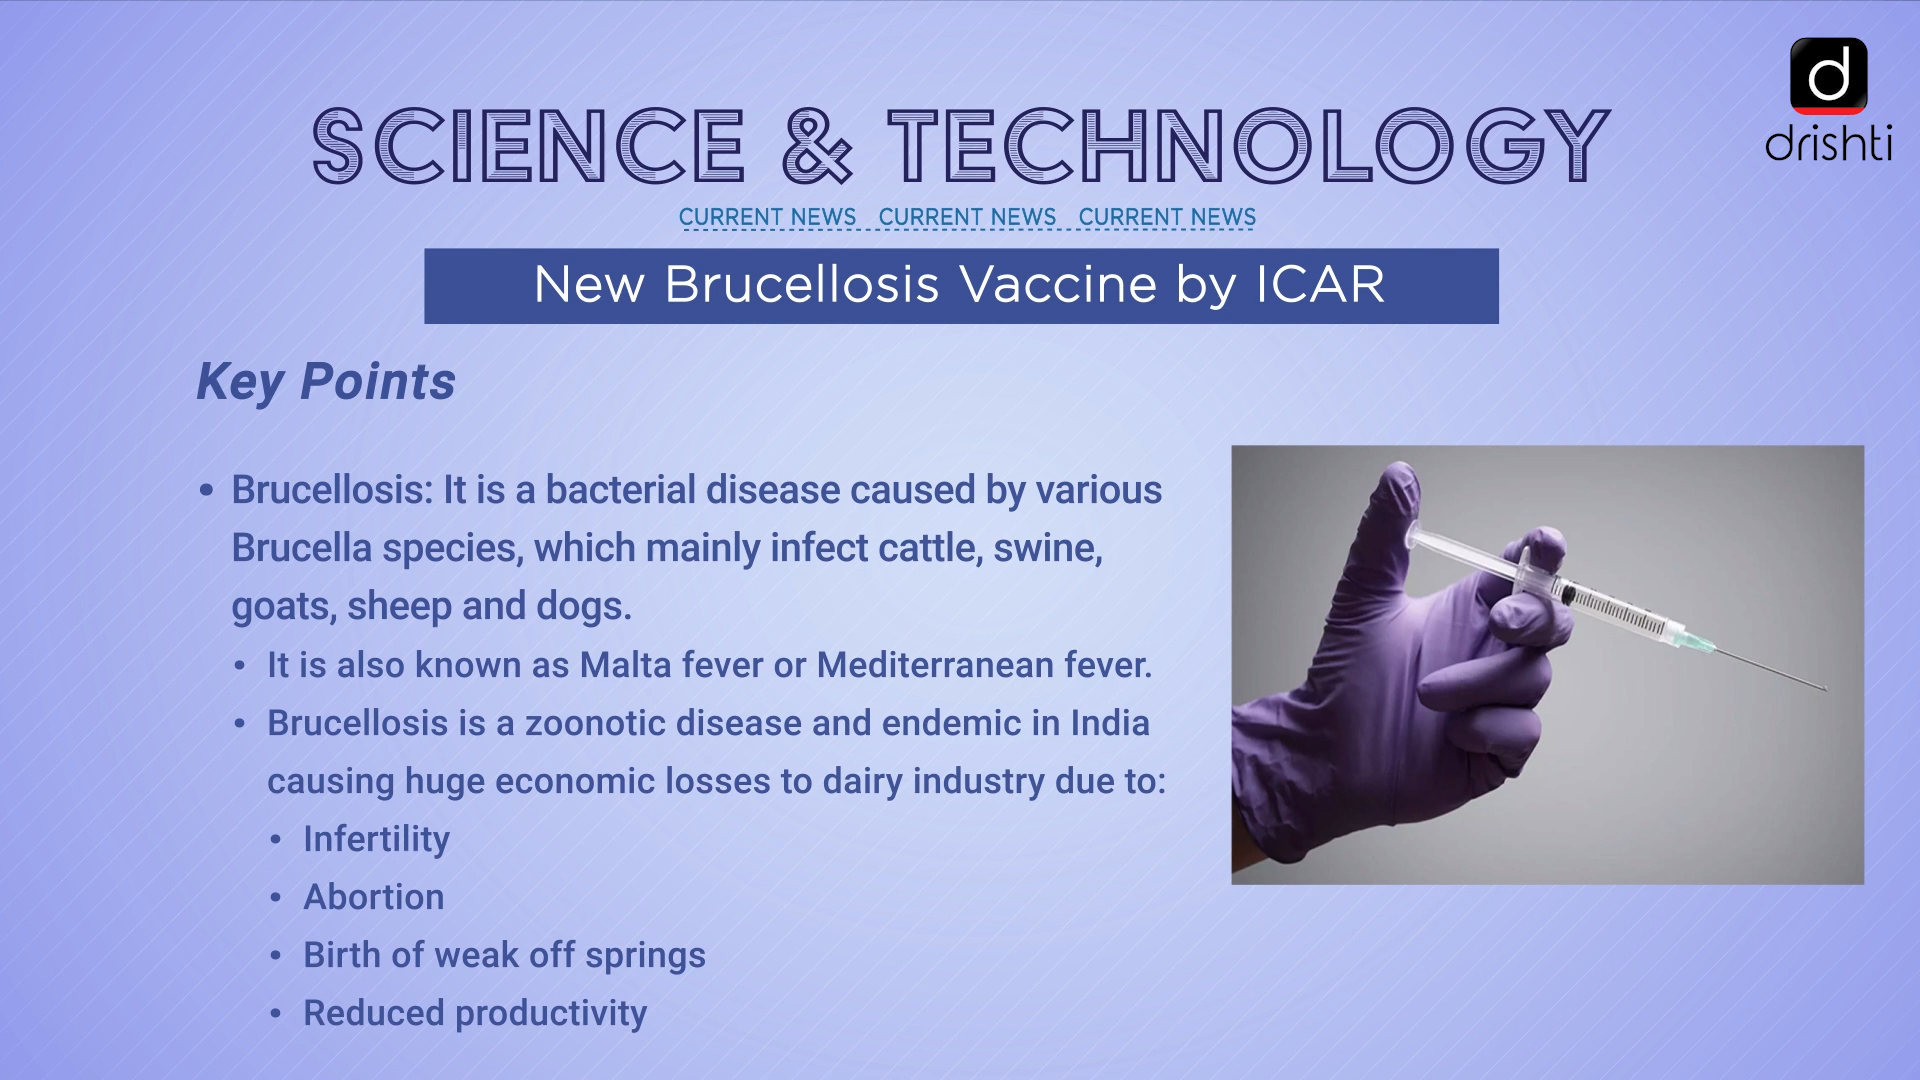 d
drishti
SCIENCE & TECHNOLOGY
CURRENT NEWS CURRENT NEWS CURRENT NEWS
New Brucellosis Vaccine by ICAR
Key Points
• Brucellosis: It is a bacterial disease caused by various
Brucella species, which mainly infect cattle, swine,
goats, sheep and dogs.
• It is also known as Malta fever or Mediterranean fever.
• Brucellosis is a zoonotic disease and endemic in India
causing huge economic losses to dairy industry due to:
• Infertility
• Abortion
• Birth of weak off springs
• Reduced productivity